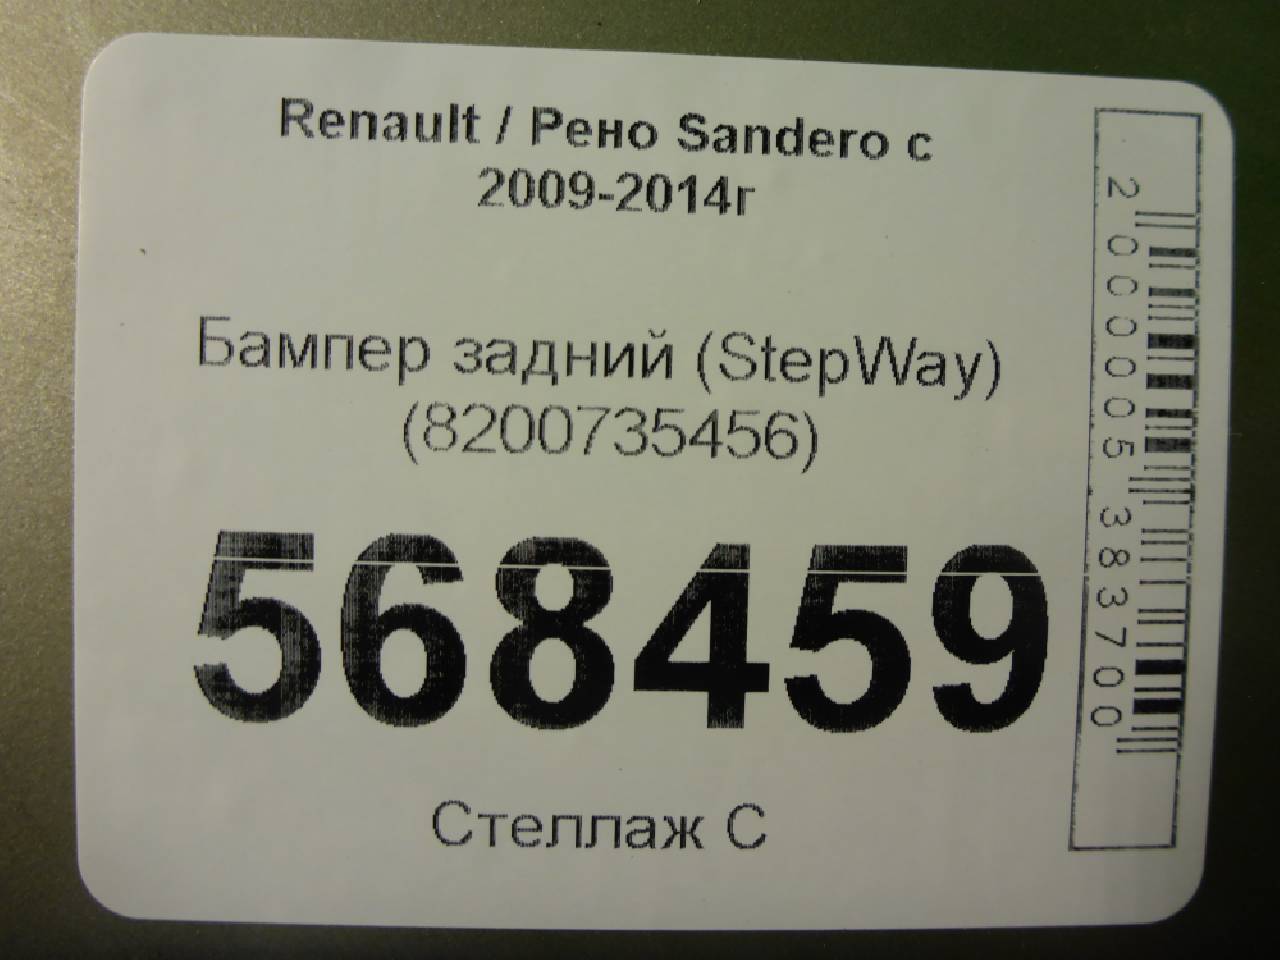 Renault / Рено Sandero с
2009-2014г
Бампер задний (StepWay)
(8200735456)
568459
Стеллаж С
2000005383700